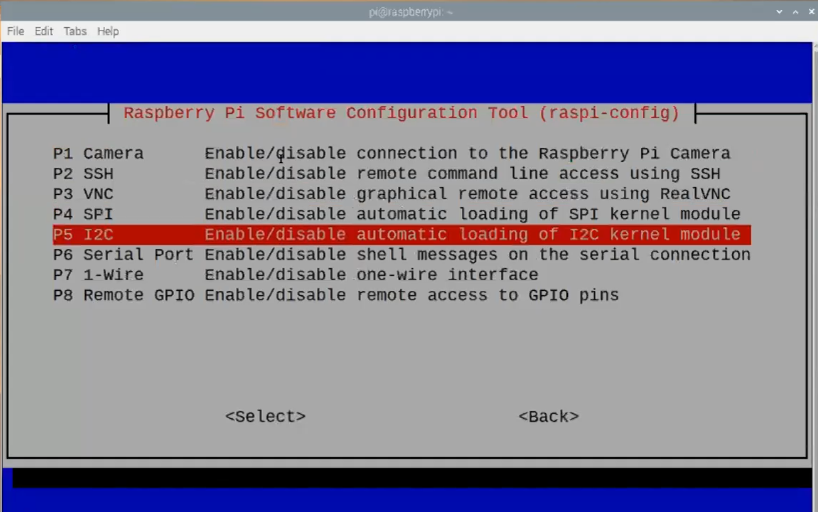 pi@raspberrypi: ~
File Edit Tabs Help
Raspberry Pi Software Configuration Tool (raspi-config)
P1 Camera Enable/disable connection to the Raspberry Pi Camera
P2 SSH Enable/disable remote command line access using SSH
P3 VNC Enable/disable graphical remote access using RealVNC
P4 SPI Enable/disable automatic loading of SPI kernel module
P5 I2C Enable/disable automatic loading of I2C kernel module
P6 Serial Port Enable/disable shell messages on the serial connection
P7 1-Wire Enable/disable one-wire interface
P8 Remote GPIO Enable/disable remote access to GPIO pins
<Select> <Back>